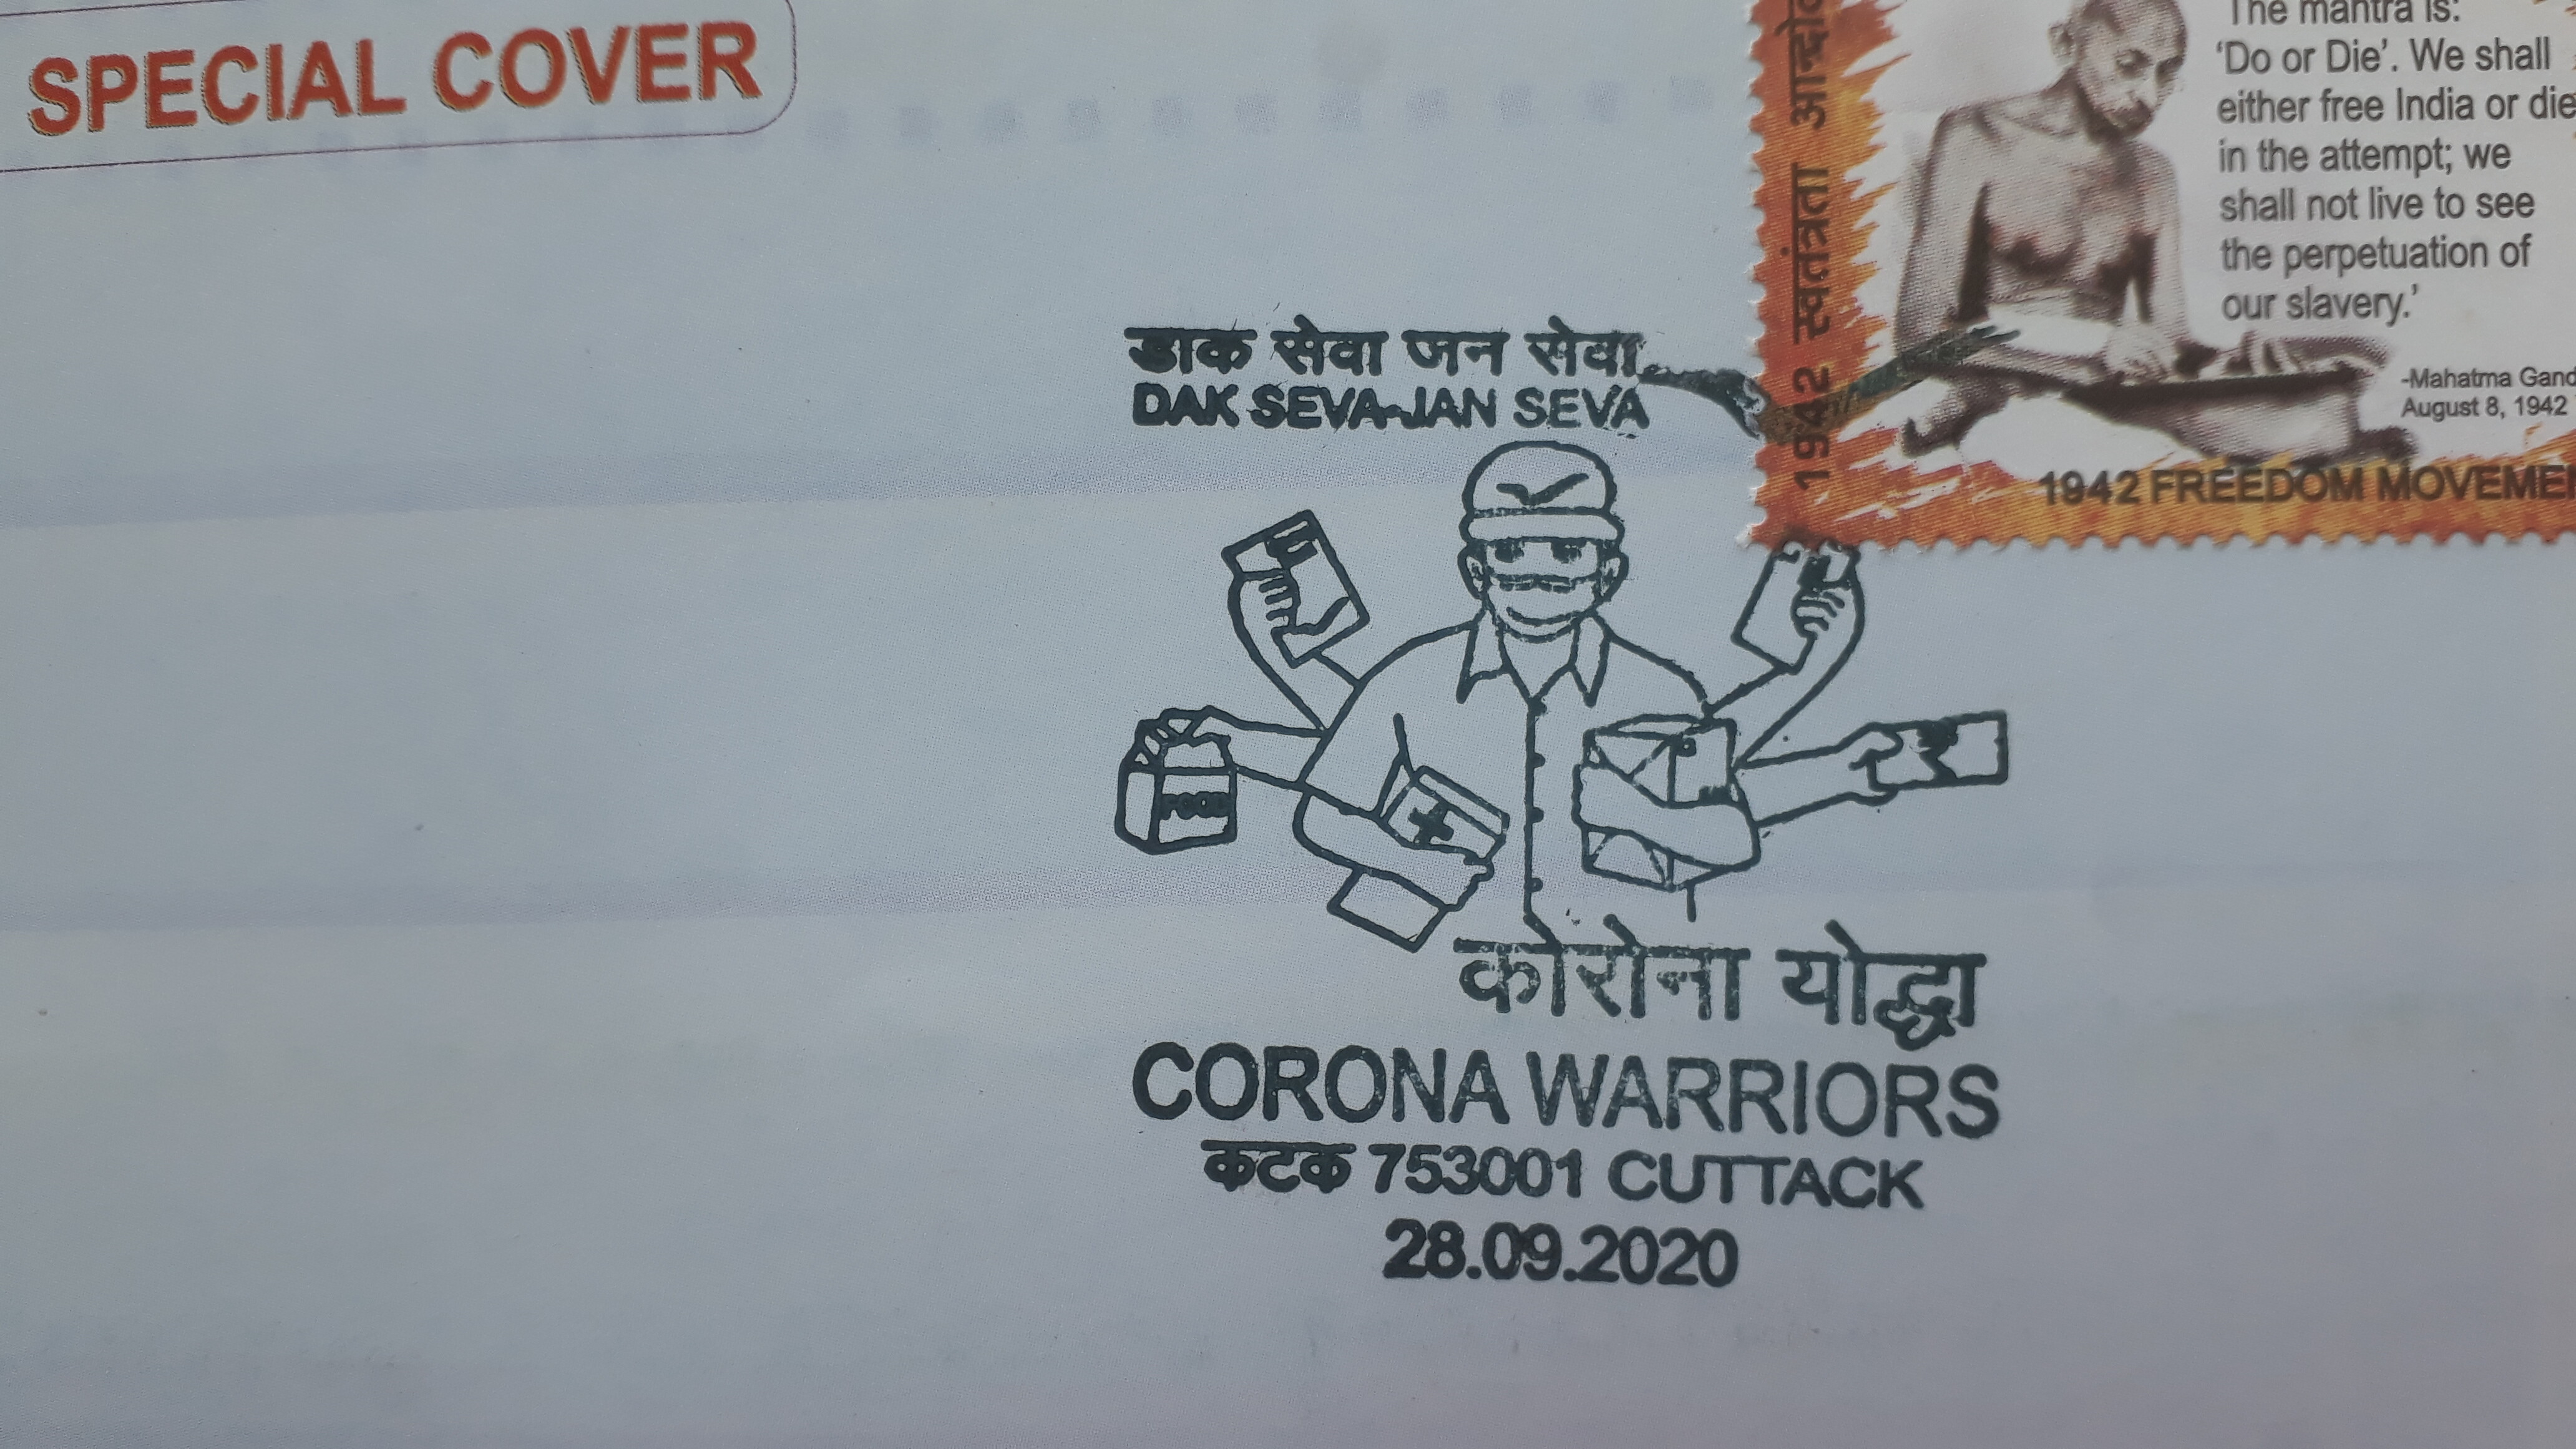 SPECIAL COVER
The mantra is:
‘Do or Die’. We shall
either free India or die
in the attempt; we
shall not live to see
the perpetuation of
our slavery.’
-Mahatma
August 8, 1942
1942 स्वतंत्रता
1942 FREEDOM
डाक सेवा जन सेवा
DAK SEVA-JAN SEVA
FOOD
कोरोना योद्धा
CORONA WARRIORS
कटक 753001 CUTTACK
28.09.2020